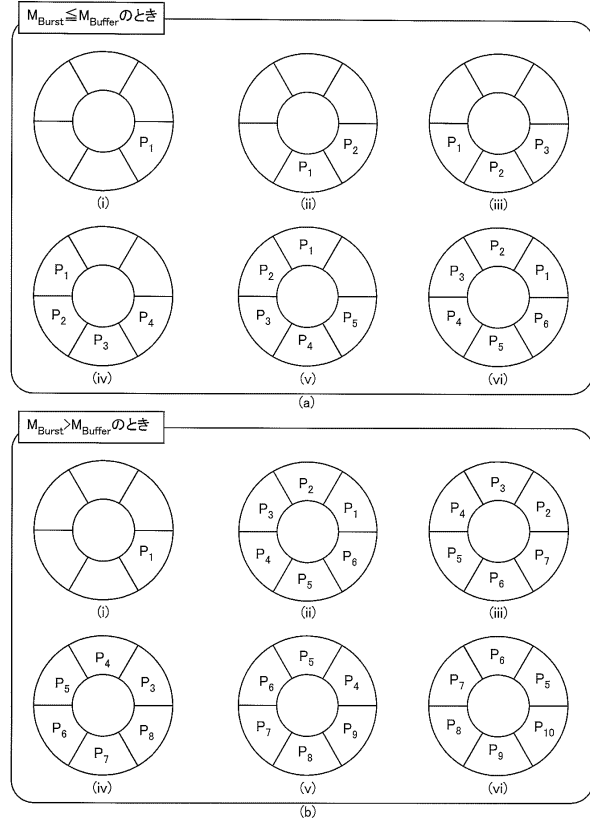 M_Burst≦M_Bufferのとき
P₁
(i)
P₂
P₁
(ii)
P₁ P₃
P₂
(iii)
P₁
P₂ P₄
P₃
(iv)
P₁
P₂
P₃ P₅
P₄
(v)
P₂
P₃ P₁
P₄ P₆
P₅
(vi)
(a)
M_Burst>M_Bufferのとき
P₁
(i)
P₂
P₃ P₁
P₄ P₆
P₅
(ii)
P₃
P₄ P₂
P₅ P₇
P₆
(iii)
P₄
P₅ P₃
P₆ P₈
P₇
(iv)
P₅
P₆ P₄
P₇ P₉
P₈
(v)
P₆
P₇ P₅
P₈ P₁₀
P₉
(vi)
(b)